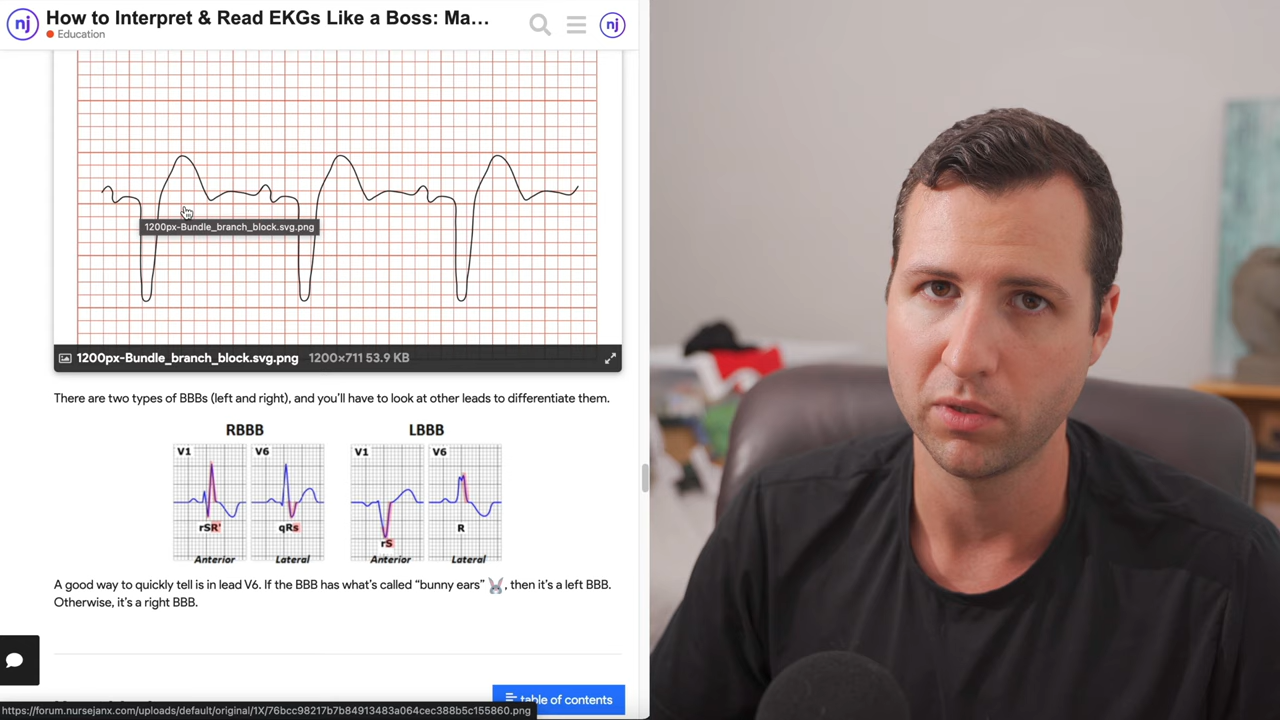 nj
How to Interpret & Read EKGs Like a Boss: Ma...
Education
nj
1200px-Bundle_branch_block.svg.png
1200px-Bundle_branch_block.svg.png 1200×711 53.9 KB
There are two types of BBBs (left and right), and you’ll have to look at other leads to differentiate them.
RBBB LBBB
V1 V6 V1 V6
rSR' qRs rS R
Anterior Lateral Anterior Lateral
A good way to quickly tell is in lead V6. If the BBB has what’s called “bunny ears” 🐰, then it’s a left BBB.
Otherwise, it’s a right BBB.
table of contents
https://forum.nursejanx.com/uploads/default/original/1X/76bcc98217b7b84913483a064cec388b5c155860.png